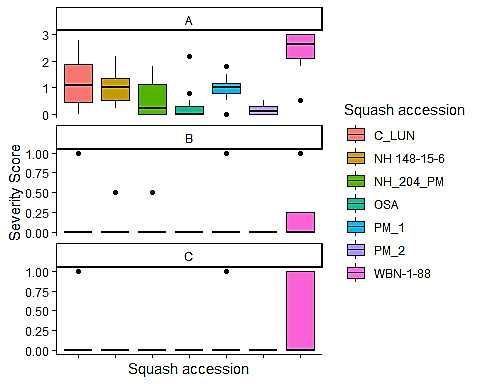 A
3
2
1
0
B
1.00
0.75
0.50
0.25
0.00
C
1.00
0.75
0.50
0.25
0.00
Severity Score
Squash accession
Squash accession
C_LUN
NH 148-15-6
NH_204_PM
OSA
PM_1
PM_2
WBN-1-88